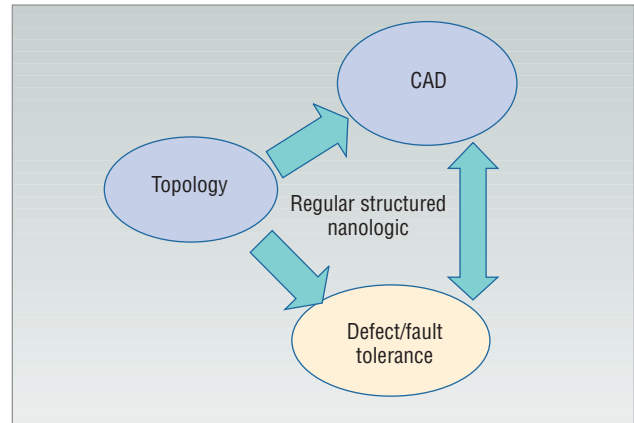 CAD
Topology
Regular structured
nanologic
Defect/fault
tolerance